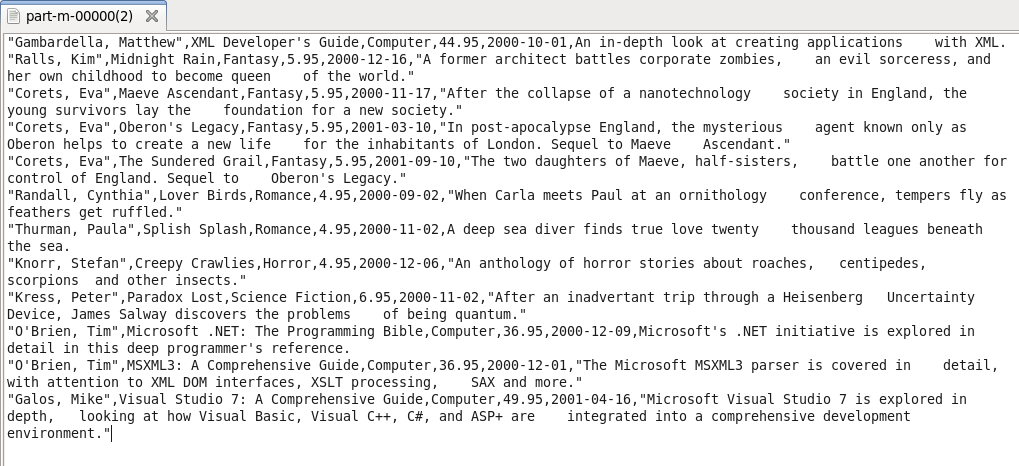 part-m-00000(2)
"Gambardella, Matthew",XML Developer's Guide,Computer,44.95,2000-10-01,An in-depth look at creating applications    with XML.
"Ralls, Kim",Midnight Rain,Fantasy,5.95,2000-12-16,"A former architect battles corporate zombies,    an evil sorceress, and
her own childhood to become queen    of the world."
"Corets, Eva",Maeve Ascendant,Fantasy,5.95,2000-11-17,"After the collapse of a nanotechnology    society in England, the
young survivors lay the    foundation for a new society."
"Corets, Eva",Oberon's Legacy,Fantasy,5.95,2001-03-10,"In post-apocalypse England, the mysterious    agent known only as
Oberon helps to create a new life    for the inhabitants of London. Sequel to Maeve    Ascendant."
"Corets, Eva",The Sundered Grail,Fantasy,5.95,2001-09-10,"The two daughters of Maeve, half-sisters,    battle one another for
control of England. Sequel to    Oberon's Legacy."
"Randall, Cynthia",Lover Birds,Romance,4.95,2000-09-02,"When Carla meets Paul at an ornithology    conference, tempers fly as
feathers get ruffled."
"Thurman, Paula",Splish Splash,Romance,4.95,2000-11-02,A deep sea diver finds true love twenty    thousand leagues beneath
the sea.
"Knorr, Stefan",Creepy Crawlies,Horror,4.95,2000-12-06,"An anthology of horror stories about roaches,   centipedes,
scorpions  and other insects."
"Kress, Peter",Paradox Lost,Science Fiction,6.95,2000-11-02,"After an inadvertant trip through a Heisenberg   Uncertainty
Device, James Salway discovers the problems    of being quantum."
"O'Brien, Tim",Microsoft .NET: The Programming Bible,Computer,36.95,2000-12-09,Microsoft's .NET initiative is explored in
detail in this deep programmer's reference.
"O'Brien, Tim",MSXML3: A Comprehensive Guide,Computer,36.95,2000-12-01,"The Microsoft MSXML3 parser is covered in    detail,
with attention to XML DOM interfaces, XSLT processing,    SAX and more."
"Galos, Mike",Visual Studio 7: A Comprehensive Guide,Computer,49.95,2001-04-16,"Microsoft Visual Studio 7 is explored in
depth,   looking at how Visual Basic, Visual C++, C#, and ASP+ are    integrated into a comprehensive development
environment."